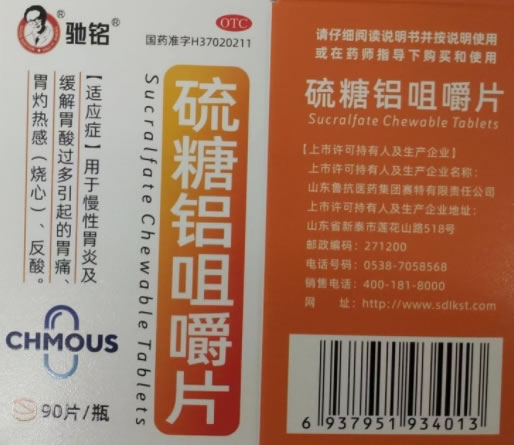 驰铭
®
OTC
国药准字H37020211
硫糖铝咀嚼片
Sucralfate Chewable Tablets
【适应症】用于慢性胃炎及
缓解胃酸过多引起的胃痛、
胃灼热感（烧心）、反酸。
CHMOUS
90片/瓶
请仔细阅读说明书并按说明使用
或在药师指导下购买和使用
硫糖铝咀嚼片
Sucralfate Chewable Tablets
【上市许可持有人及生产企业】
上市许可持有人及生产企业名称：
山东鲁抗医药集团赛特有限责任公司
上市许可持有人及生产企业地址：
山东省新泰市莲花山路518号
邮政编码：271200
电话号码：0538-7058568
销售电话：400-181-8000
网　　址：http://www.sdlkst.com
6 937951 934013